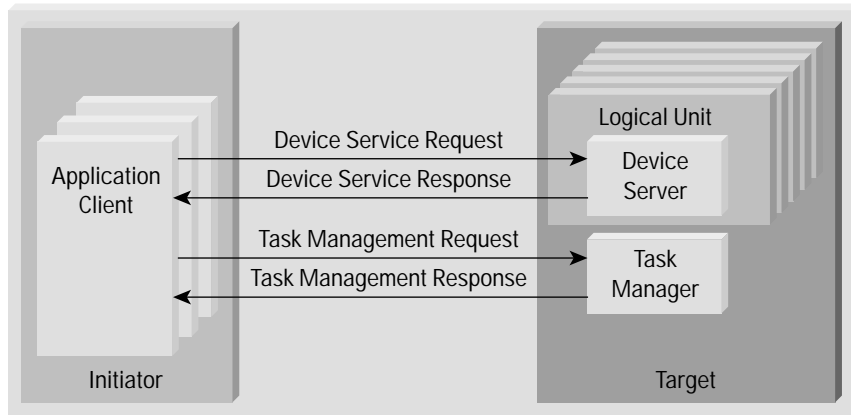 Logical Unit
Device Service Request
Application
Client
Device
Server
Device Service Response
Task Management Request
Task
Manager
Task Management Response
Initiator
Target